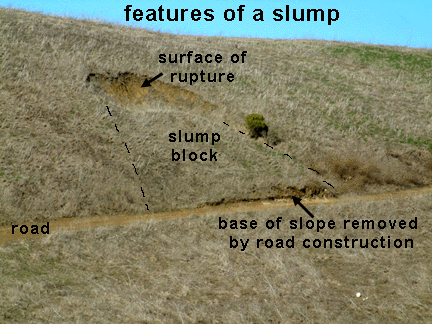 features of a slump
surface of
rupture
slump
block
road
base of slope removed
by road construction